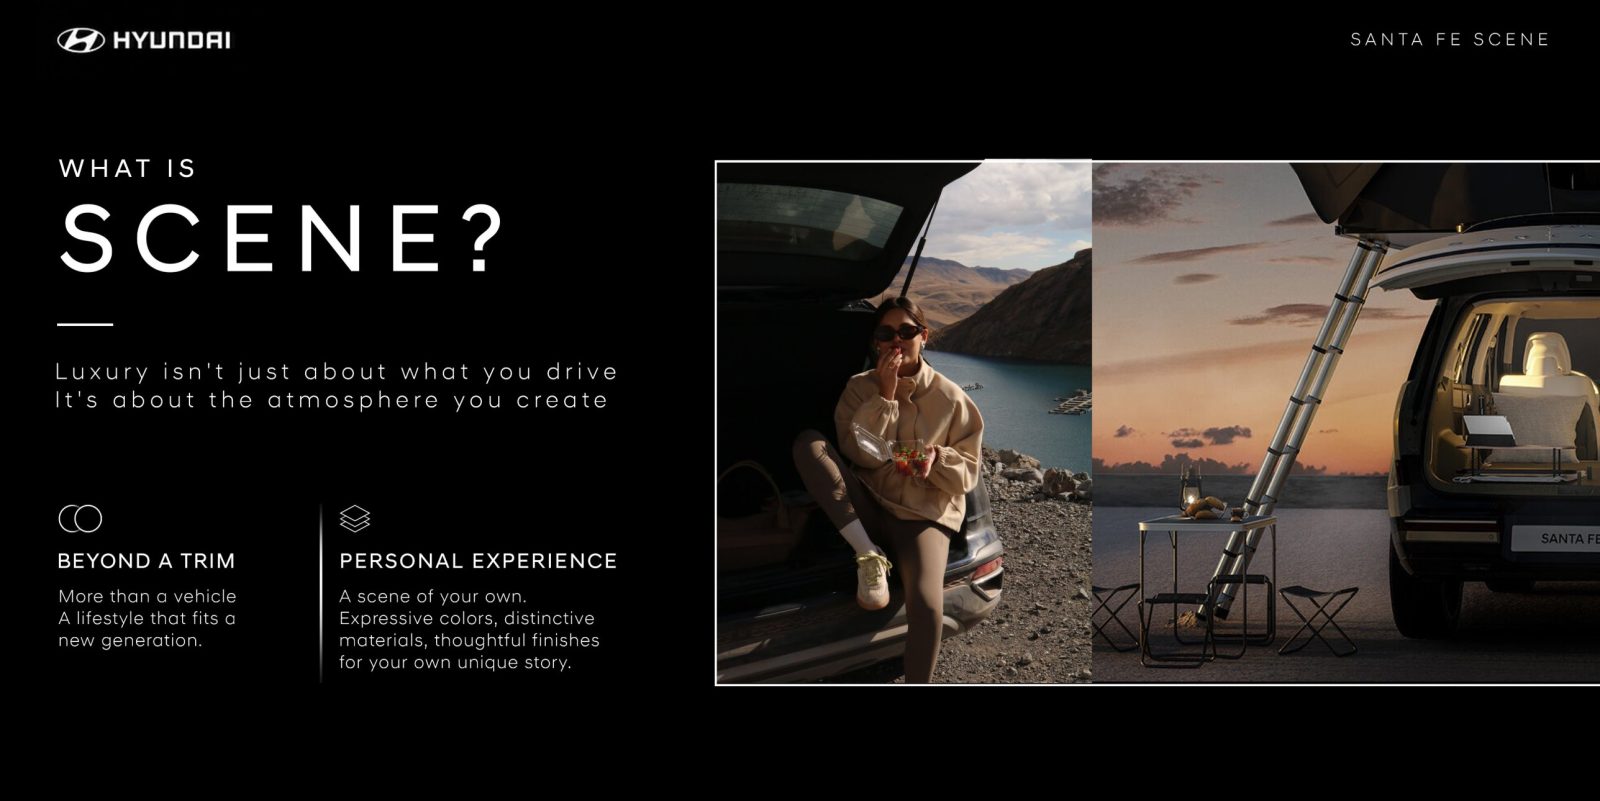 HYUNDAI
SANTA FE SCENE
WHAT IS
SCENE?
Luxury isn't just about what you drive
It's about the atmosphere you create
BEYOND A TRIM
More than a vehicle
A lifestyle that fits a
new generation.
PERSONAL EXPERIENCE
A scene of your own.
Expressive colors, distinctive
materials, thoughtful finishes
for your own unique story.
SANTA FE